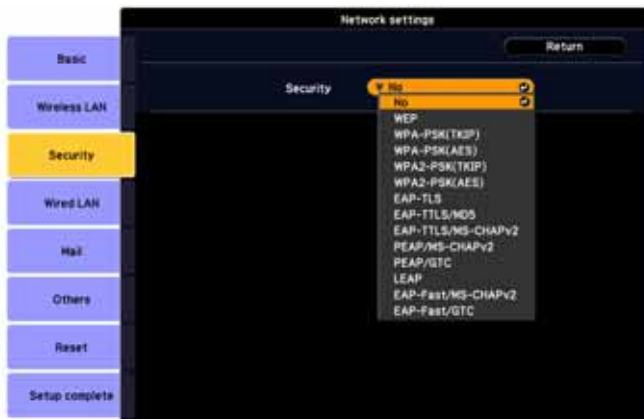 Network settings
Return
Basic
Wireless LAN
Security
Wired LAN
Mail
Others
Reset
Setup complete
Security
No
No
WEP
WPA-PSK(TKIP)
WPA-PSK(AES)
WPA2-PSK(TKIP)
WPA2-PSK(AES)
EAP-TLS
EAP-TTLS/MD5
EAP-TTLS/MS-CHAPv2
PEAP/MS-CHAPv2
PEAP/GTC
LEAP
EAP-Fast/MS-CHAPv2
EAP-Fast/GTC